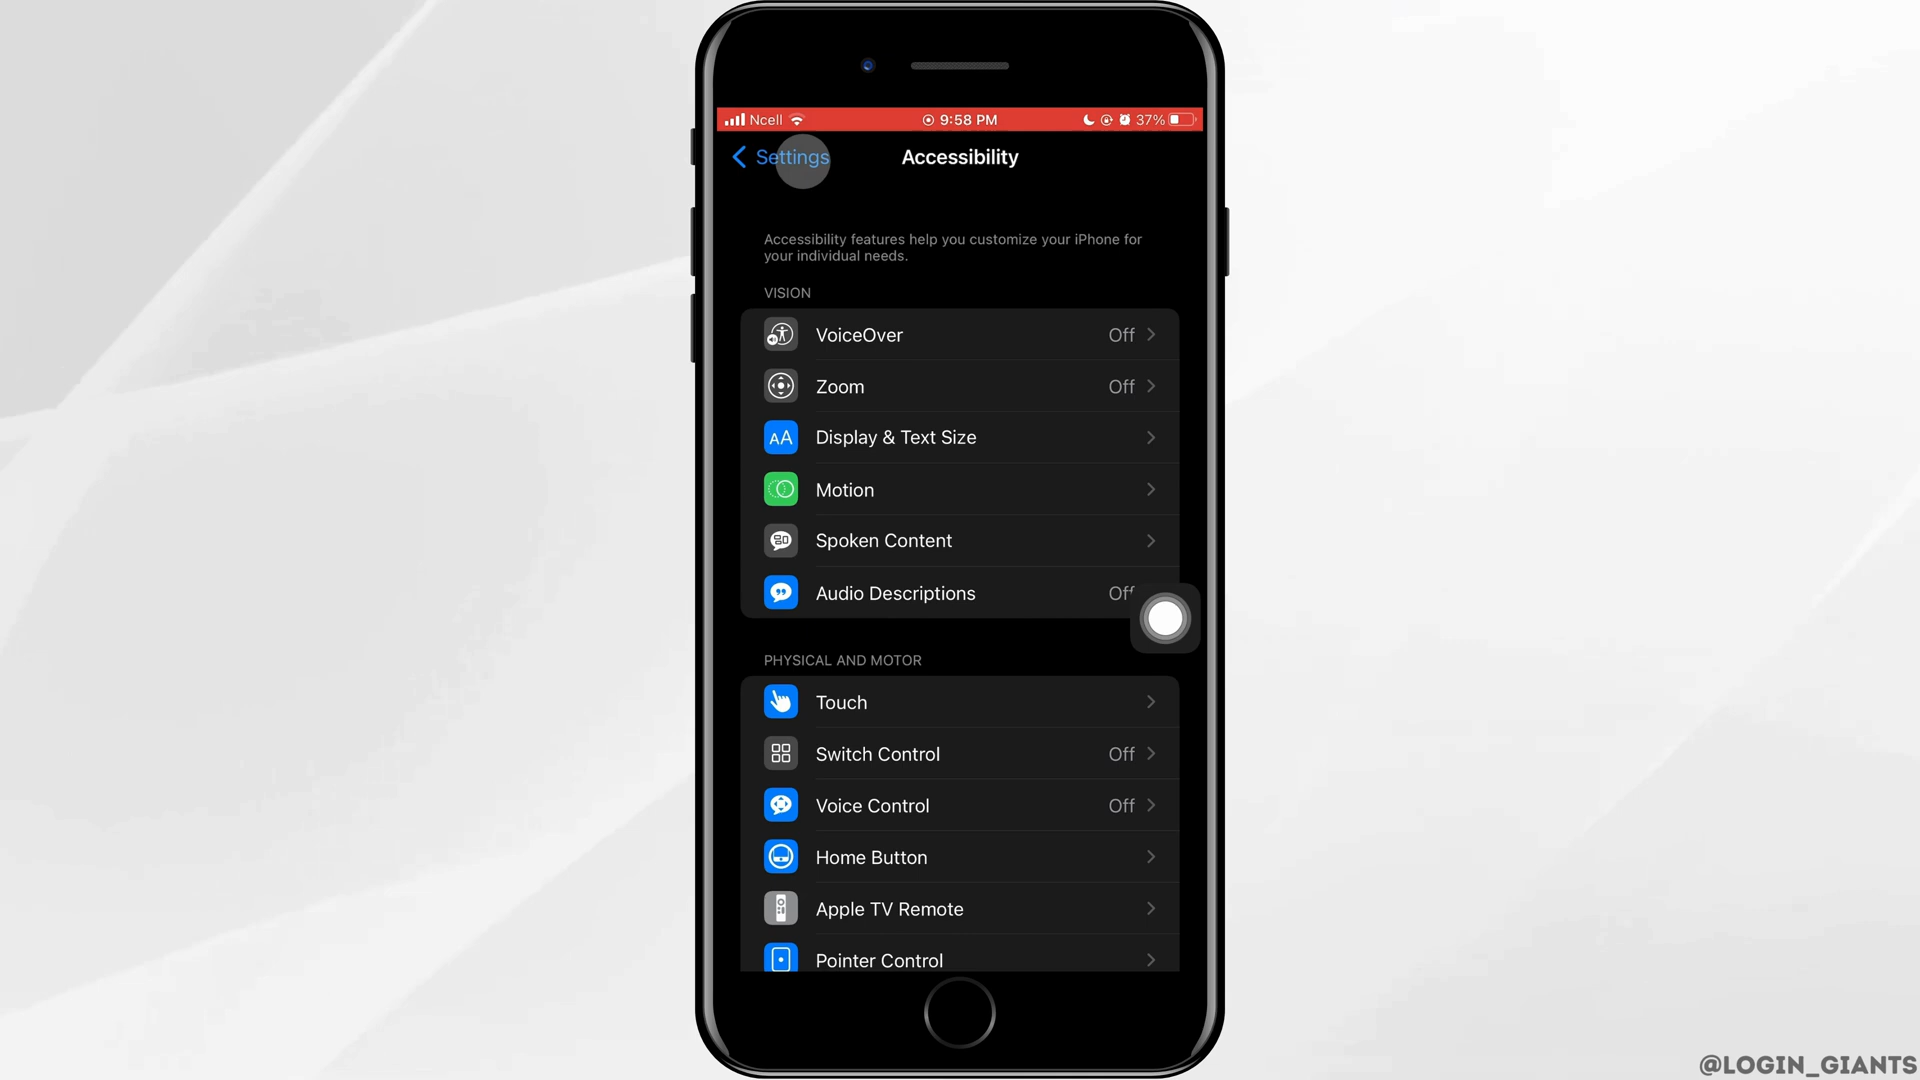 Ncell 9:58 PM 37%
Settings Accessibility
Accessibility features help you customize your iPhone for
your individual needs.
VISION
VoiceOver Off
Zoom Off
AA Display & Text Size
Motion
Spoken Content
Audio Descriptions Off
PHYSICAL AND MOTOR
Touch
Switch Control Off
Voice Control Off
Home Button
Apple TV Remote
Pointer Control
@LOGIN_GIANTS